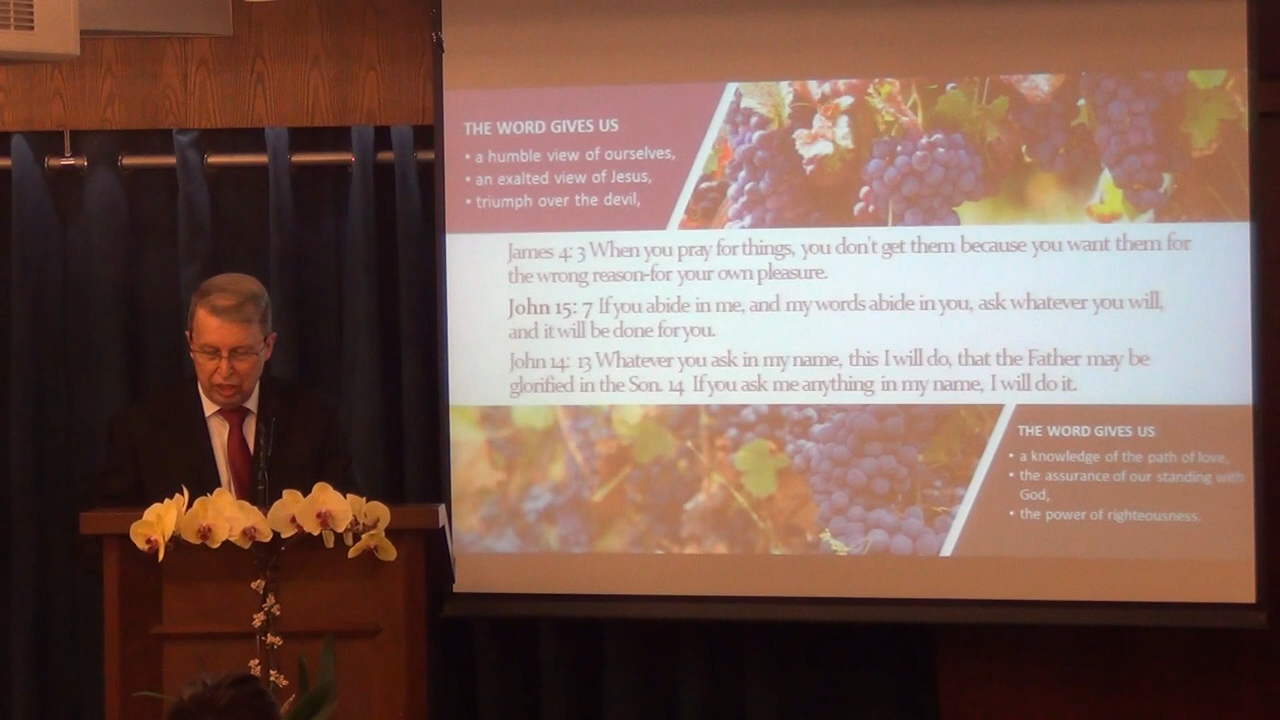 THE WORD GIVES US
• a humble view of ourselves,
• an exalted view of Jesus,
• triumph over the devil,
James 4: 3 When you pray for things, you don't get them because you want them for
the wrong reason-for your own pleasure.
John 15: 7 If you abide in me, and my words abide in you, ask whatever you will,
and it will be done for you.
John 14: 13 Whatever you ask in my name, this I will do, that the Father may be
glorified in the Son. 14 If you ask me anything in my name, I will do it.
THE WORD GIVES US
• a knowledge of the path of love,
• the assurance of our standing with
God,
• the power of righteousness.